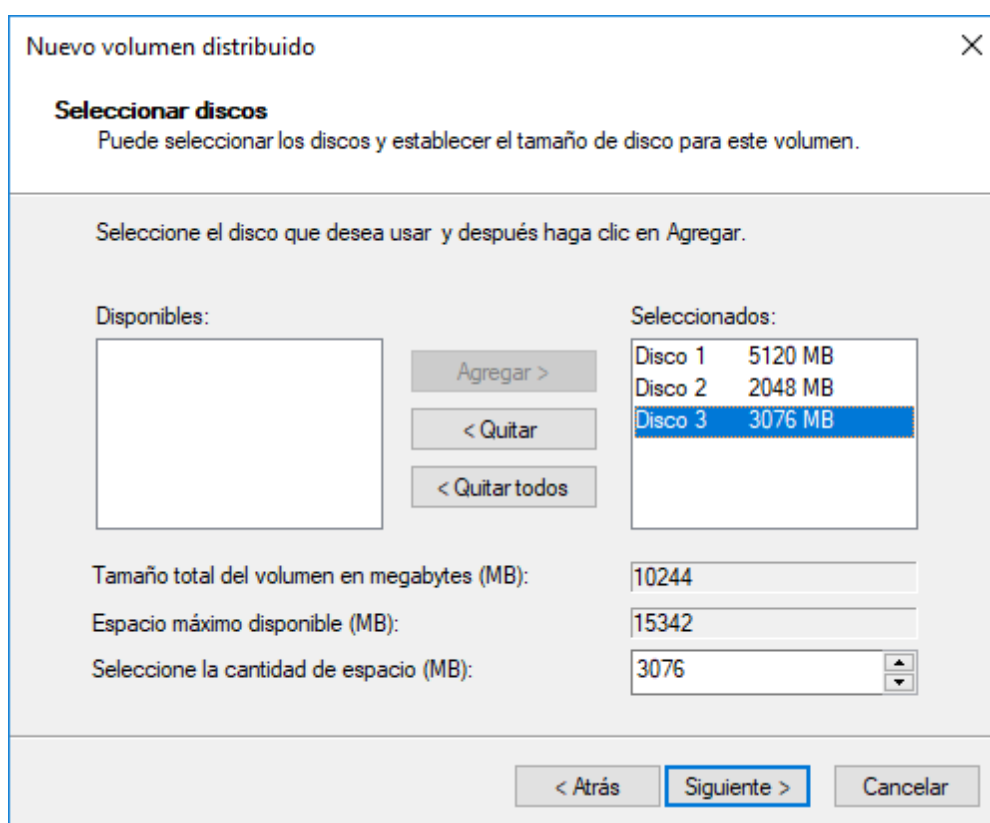 Nuevo volumen distribuido
Seleccionar discos
Puede seleccionar los discos y establecer el tamaño de disco para este volumen.
Seleccione el disco que desea usar y después haga clic en Agregar.
Disponibles:
Agregar >
< Quitar
< Quitar todos
Seleccionados:
Disco 1 5120 MB
Disco 2 2048 MB
Disco 3 3076 MB
Tamaño total del volumen en megabytes (MB): 10244
Espacio máximo disponible (MB): 15342
Seleccione la cantidad de espacio (MB): 3076
< Atrás Siguiente > Cancelar